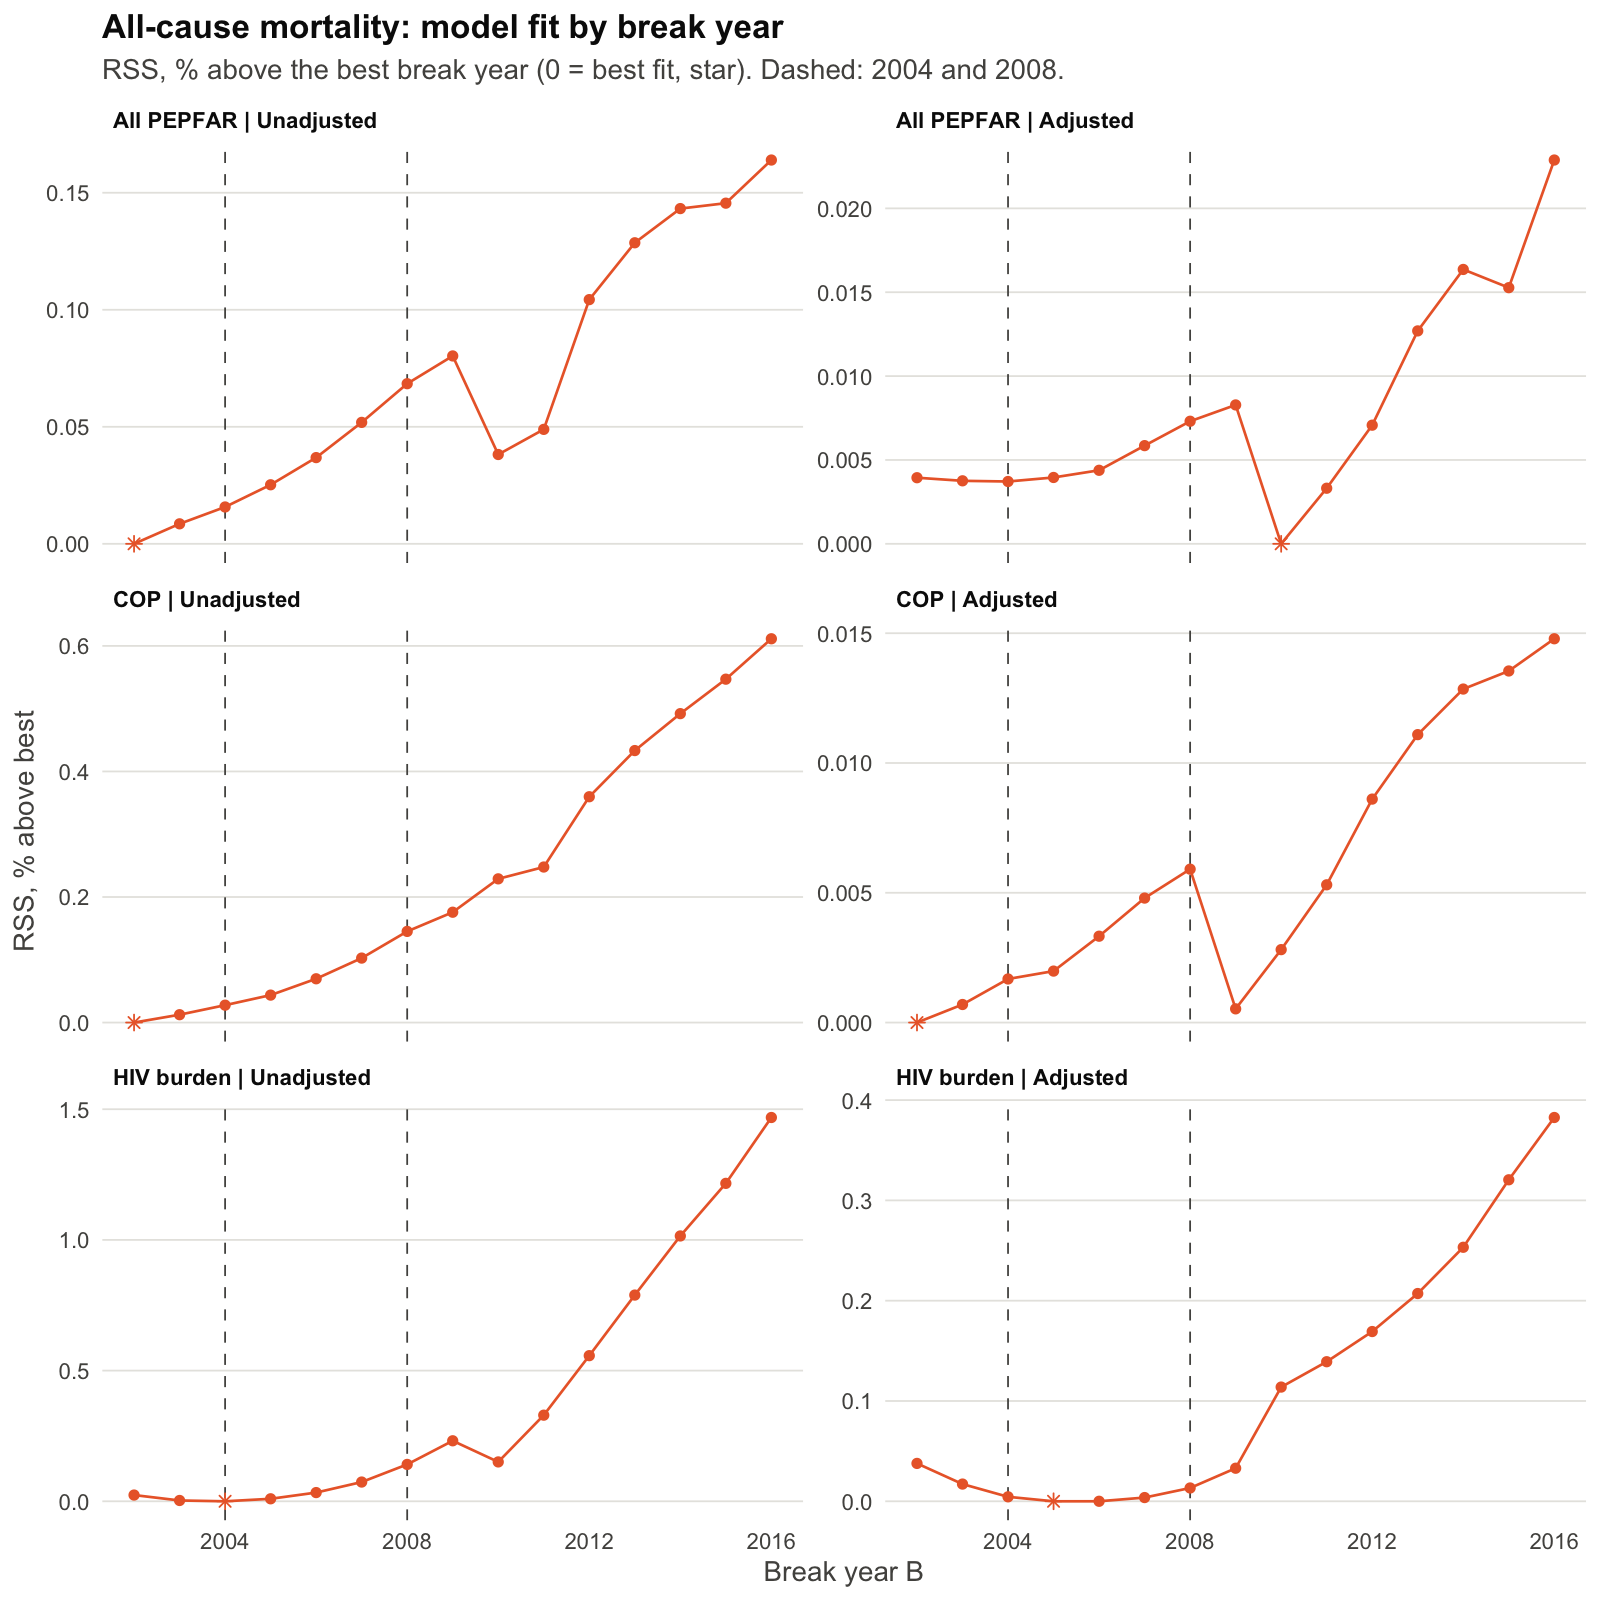 All-cause mortality: model fit by break year
RSS, % above the best break year (0 = best fit, star). Dashed: 2004 and 2008.
All PEPFAR | Unadjusted
0.15
0.10
0.05
0.00
All PEPFAR | Adjusted
0.020
0.015
0.010
0.005
0.000
COP | Unadjusted
0.6
0.4
0.2
0.0
COP | Adjusted
0.015
0.010
0.005
0.000
RSS, % above best
HIV burden | Unadjusted
1.5
1.0
0.5
0.0
2004 2008 2012 2016
HIV burden | Adjusted
0.4
0.3
0.2
0.1
0.0
2004 2008 2012 2016
Break year B